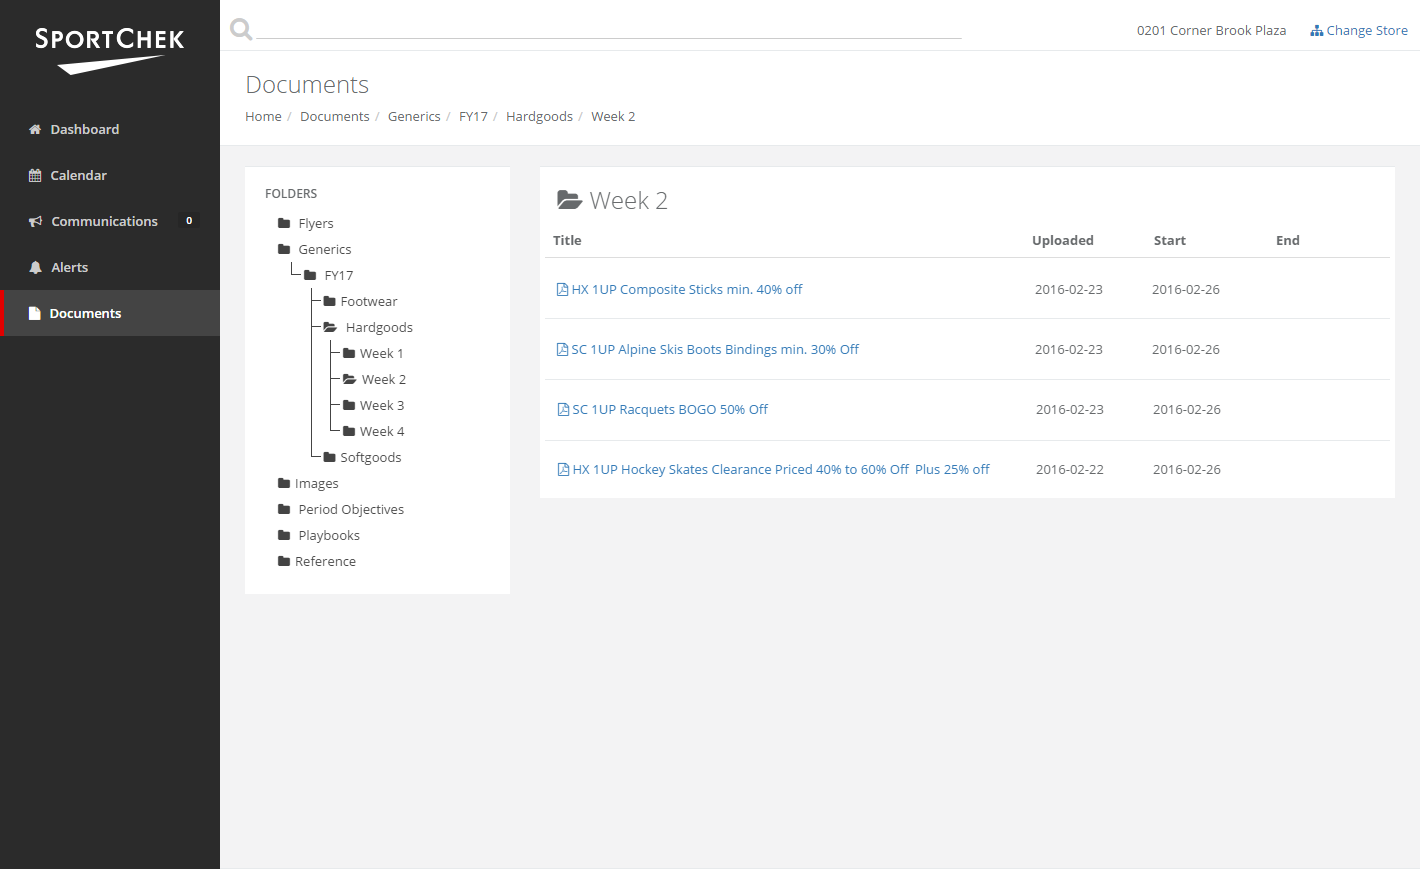 SPORTCHEK
0201 Corner Brook Plaza Change Store
Dashboard
Calendar
Communications 0
Alerts
Documents
Documents
Home / Documents / Generics / FY17 / Hardgoods / Week 2
FOLDERS
Flyers
Generics
FY17
Footwear
Hardgoods
Week 1
Week 2
Week 3
Week 4
Softgoods
Images
Period Objectives
Playbooks
Reference
Week 2
Title Uploaded Start End
HX 1UP Composite Sticks min. 40% off 2016-02-23 2016-02-26
SC 1UP Alpine Skis Boots Bindings min. 30% Off 2016-02-23 2016-02-26
SC 1UP Racquets BOGO 50% Off 2016-02-23 2016-02-26
HX 1UP Hockey Skates Clearance Priced 40% to 60% Off  Plus 25% off 2016-02-22 2016-02-26